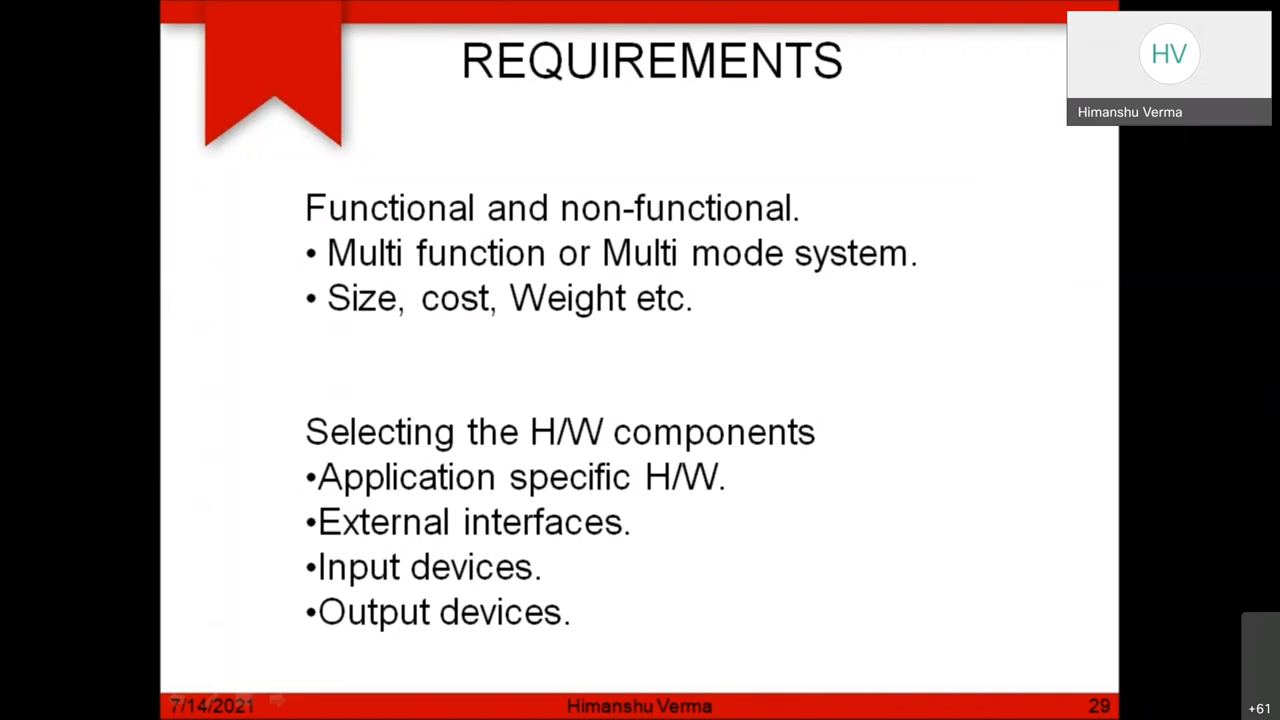 REQUIREMENTS
HV
Himanshu Verma
Functional and non-functional.
• Multi function or Multi mode system.
• Size, cost, Weight etc.
Selecting the H/W components
•Application specific H/W.
•External interfaces.
•Input devices.
•Output devices.
7/14/2021
Himanshu Verma
29
+61